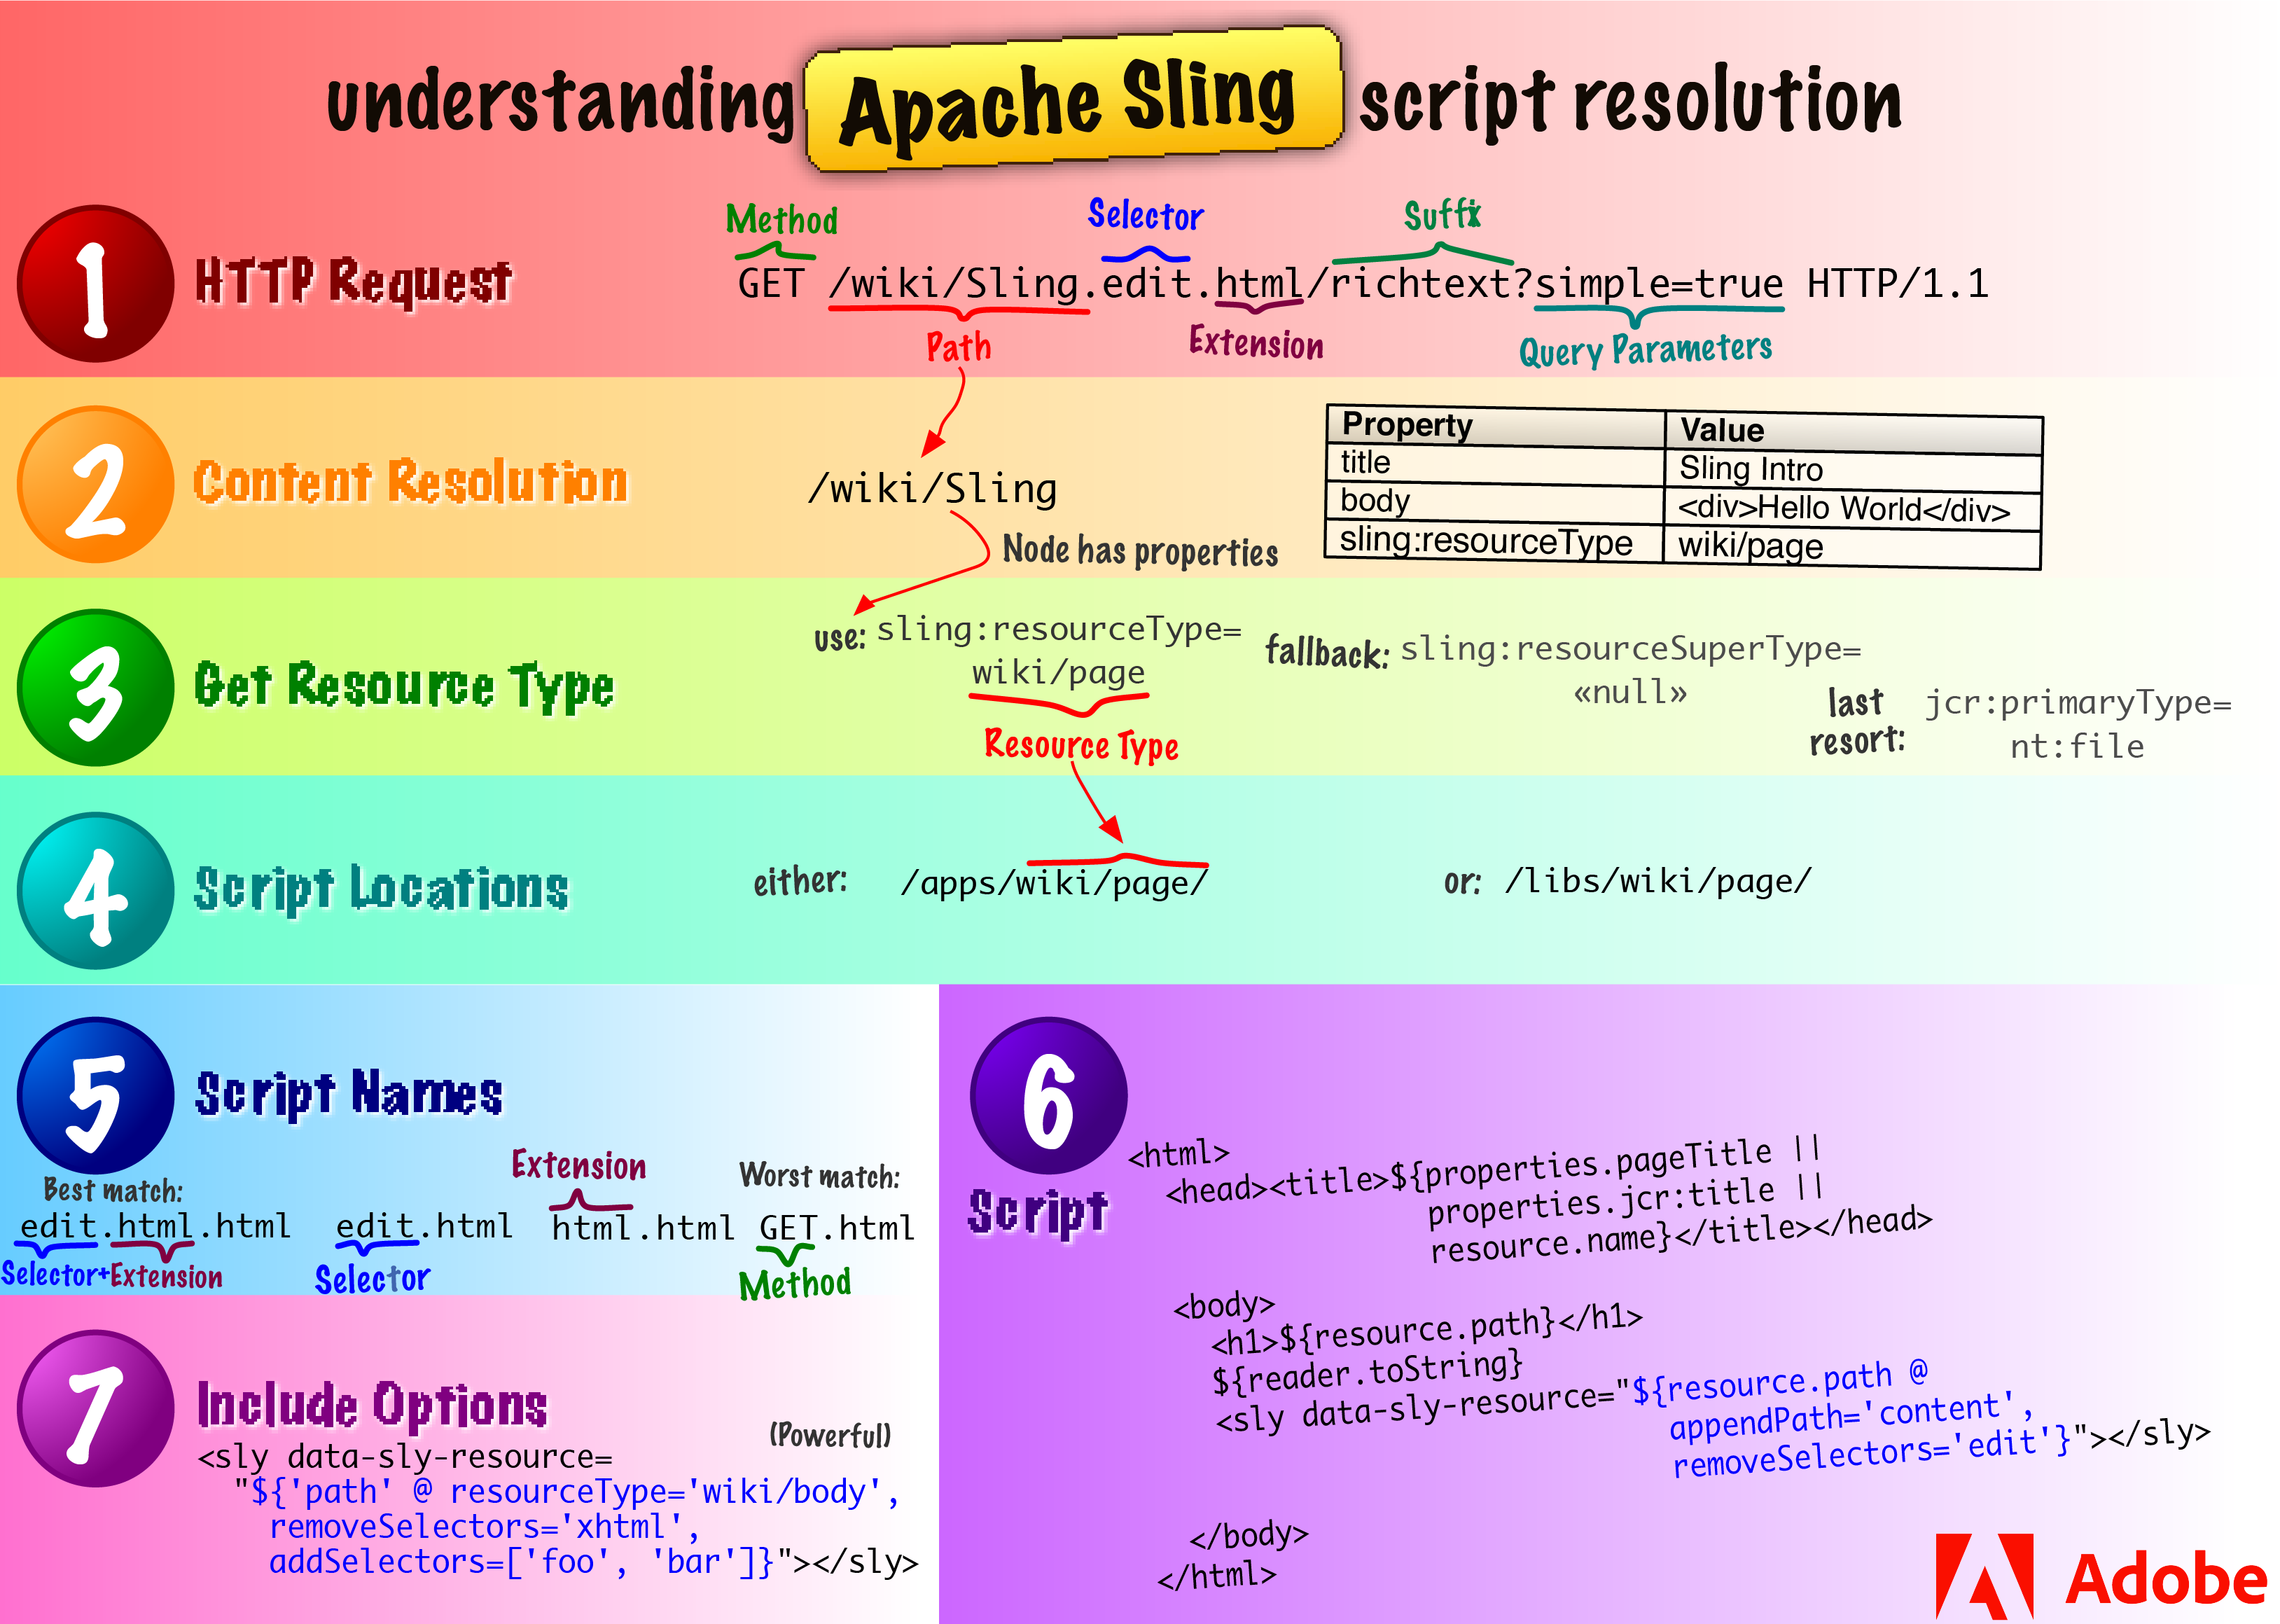 understanding Apache Sling script resolution
1 HTTP Request
Method Selector Suffix
GET /wiki/Sling.edit.html/richtext?simple=true HTTP/1.1
Path Extension Query Parameters
2 Content Resolution
/wiki/Sling
Node has properties
Property Value
title Sling Intro
body <div>Hello World</div>
sling:resourceType wiki/page
3 Get Resource Type
use: sling:resourceType=
wiki/page
Resource Type
fallback: sling:resourceSuperType=
«null»
last resort: jcr:primaryType=
nt:file
4 Script Locations
either: /apps/wiki/page/ or: /libs/wiki/page/
5 Script Names
Best match: Extension Worst match:
edit.html.html edit.html html.html GET.html
Selector+Extension Selector Method
6 Script
<html>
<head><title>${properties.pageTitle ||
properties.jcr:title ||
resource.name}</title></head>
<body>
<h1>${resource.path}</h1>
${reader.toString}
<sly data-sly-resource="${resource.path @
appendPath='content',
removeSelectors='edit'}"></sly>
</body>
</html>
7 Include Options
(Powerful)
<sly data-sly-resource=
"${'path' @ resourceType='wiki/body',
removeSelectors='xhtml',
addSelectors=['foo', 'bar']}"></sly>
Adobe